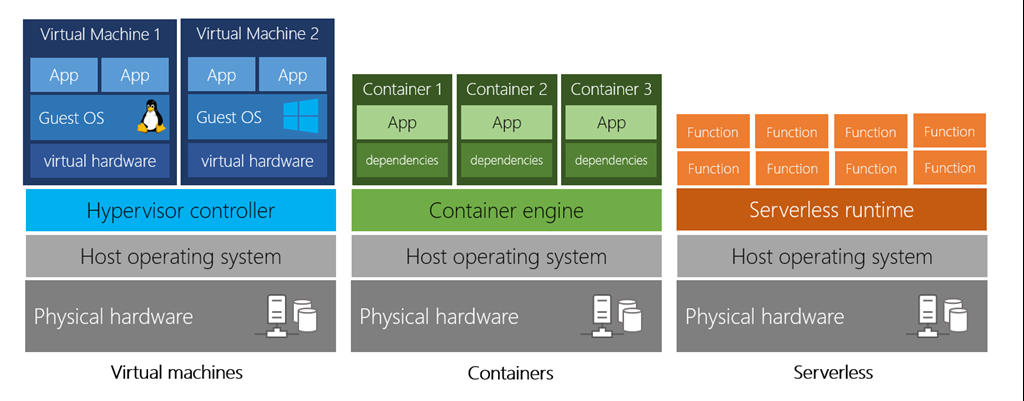 Virtual Machine 1
App App
Guest OS
virtual hardware
Virtual Machine 2
App App
Guest OS
virtual hardware
Hypervisor controller
Host operating system
Physical hardware
Virtual machines
Container 1
App
dependencies
Container 2
App
dependencies
Container 3
App
dependencies
Container engine
Host operating system
Physical hardware
Containers
Function Function Function Function
Function Function Function Function
Serverless runtime
Host operating system
Physical hardware
Serverless